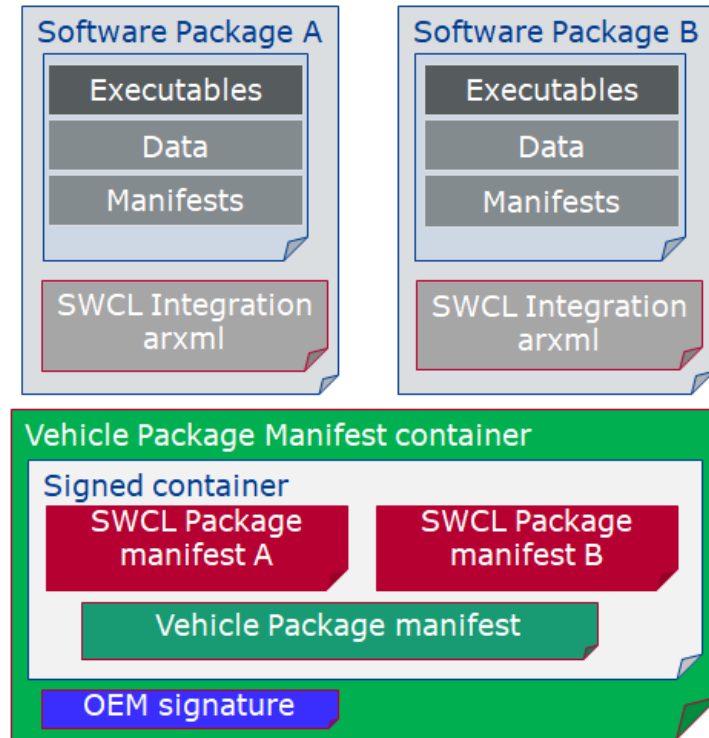 Software Package A
Executables
Data
Manifests
SWCL Integration
arxml
Software Package B
Executables
Data
Manifests
SWCL Integration
arxml
Vehicle Package Manifest container
Signed container
SWCL Package
manifest A
SWCL Package
manifest B
Vehicle Package manifest
OEM signature